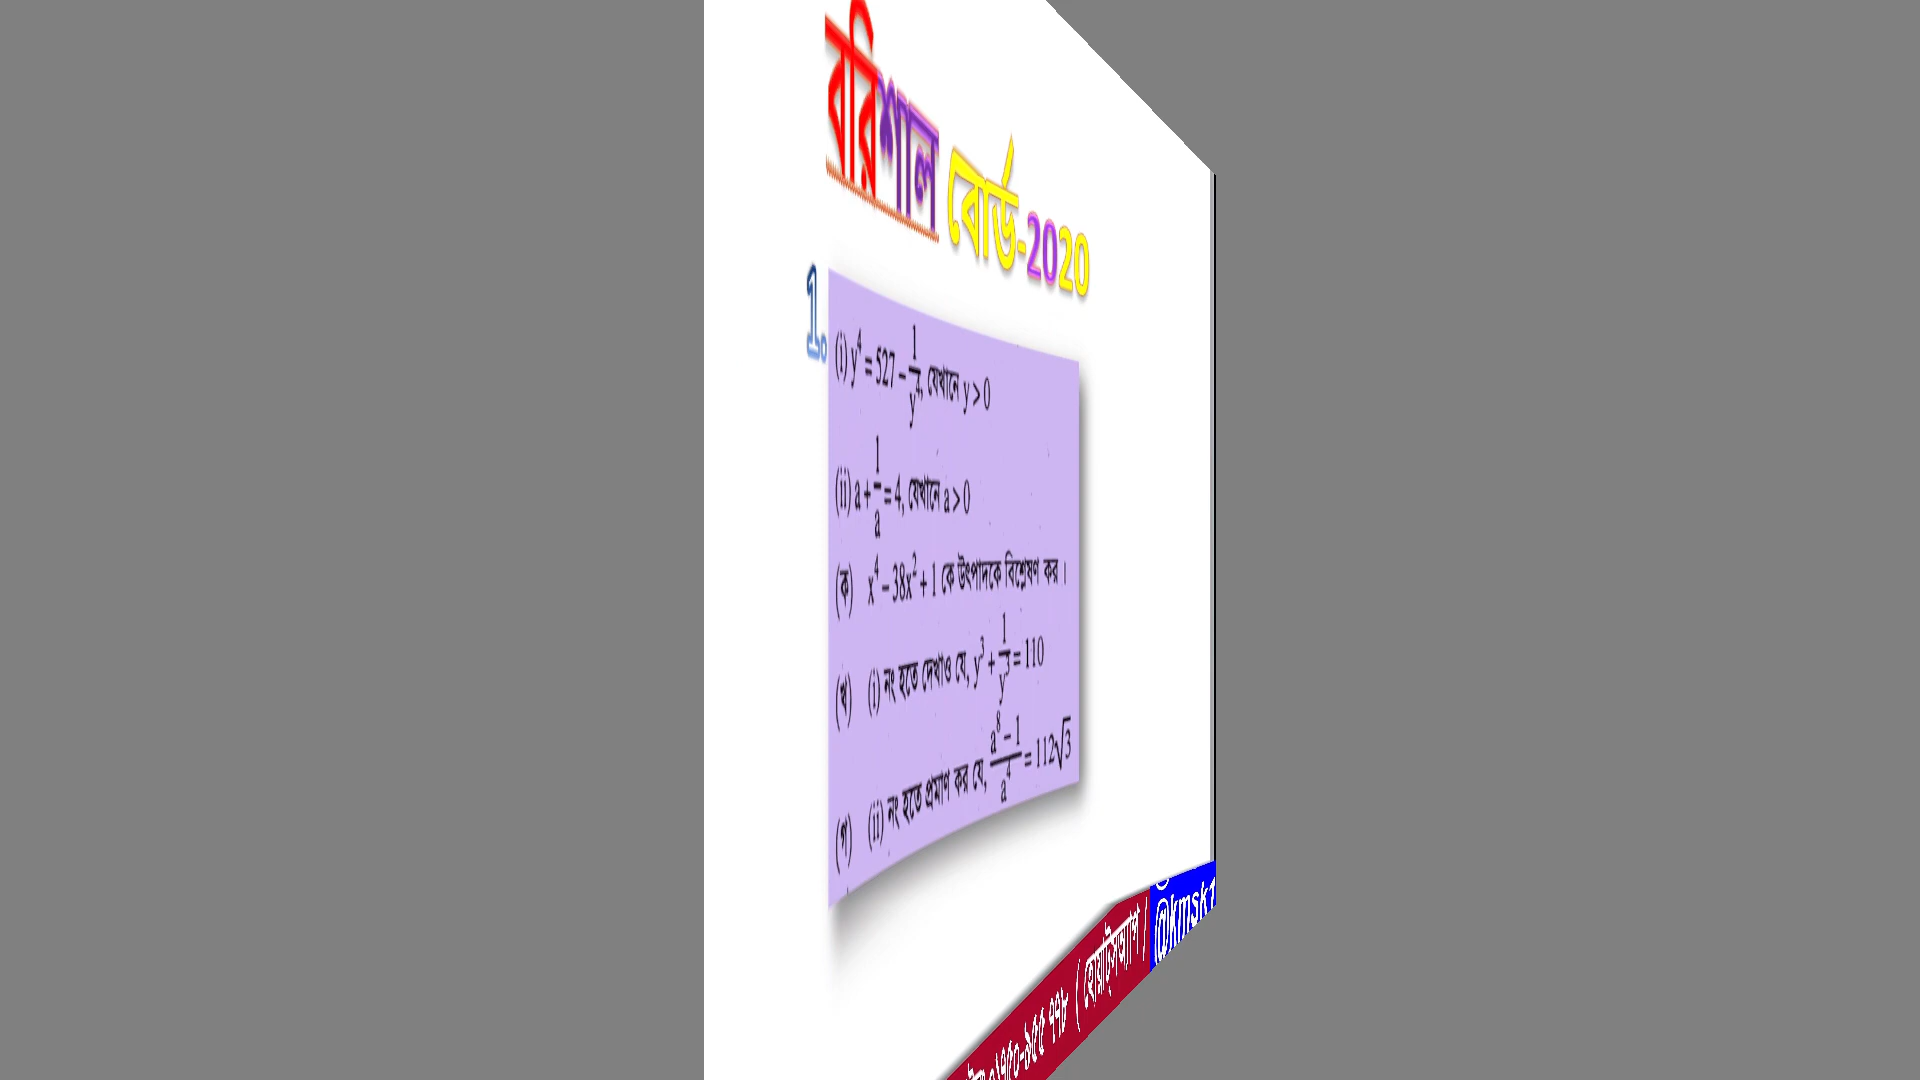 বরিশাল বোর্ড-2020
1.
(i) y⁴ = 527 - 1/y⁴, যেখানে y > 0
(ii) a + 1/a = 4, যেখানে a > 0
(ক) x⁴ - 38x² + 1 কে উৎপাদকে বিশ্লেষণ কর ।
(খ) (i) নং হতে দেখাও যে, y³ + 1/y³ = 110
(গ) (ii) নং হতে প্রমাণ কর যে, (a⁸ - 1)/a⁴ = 112√3